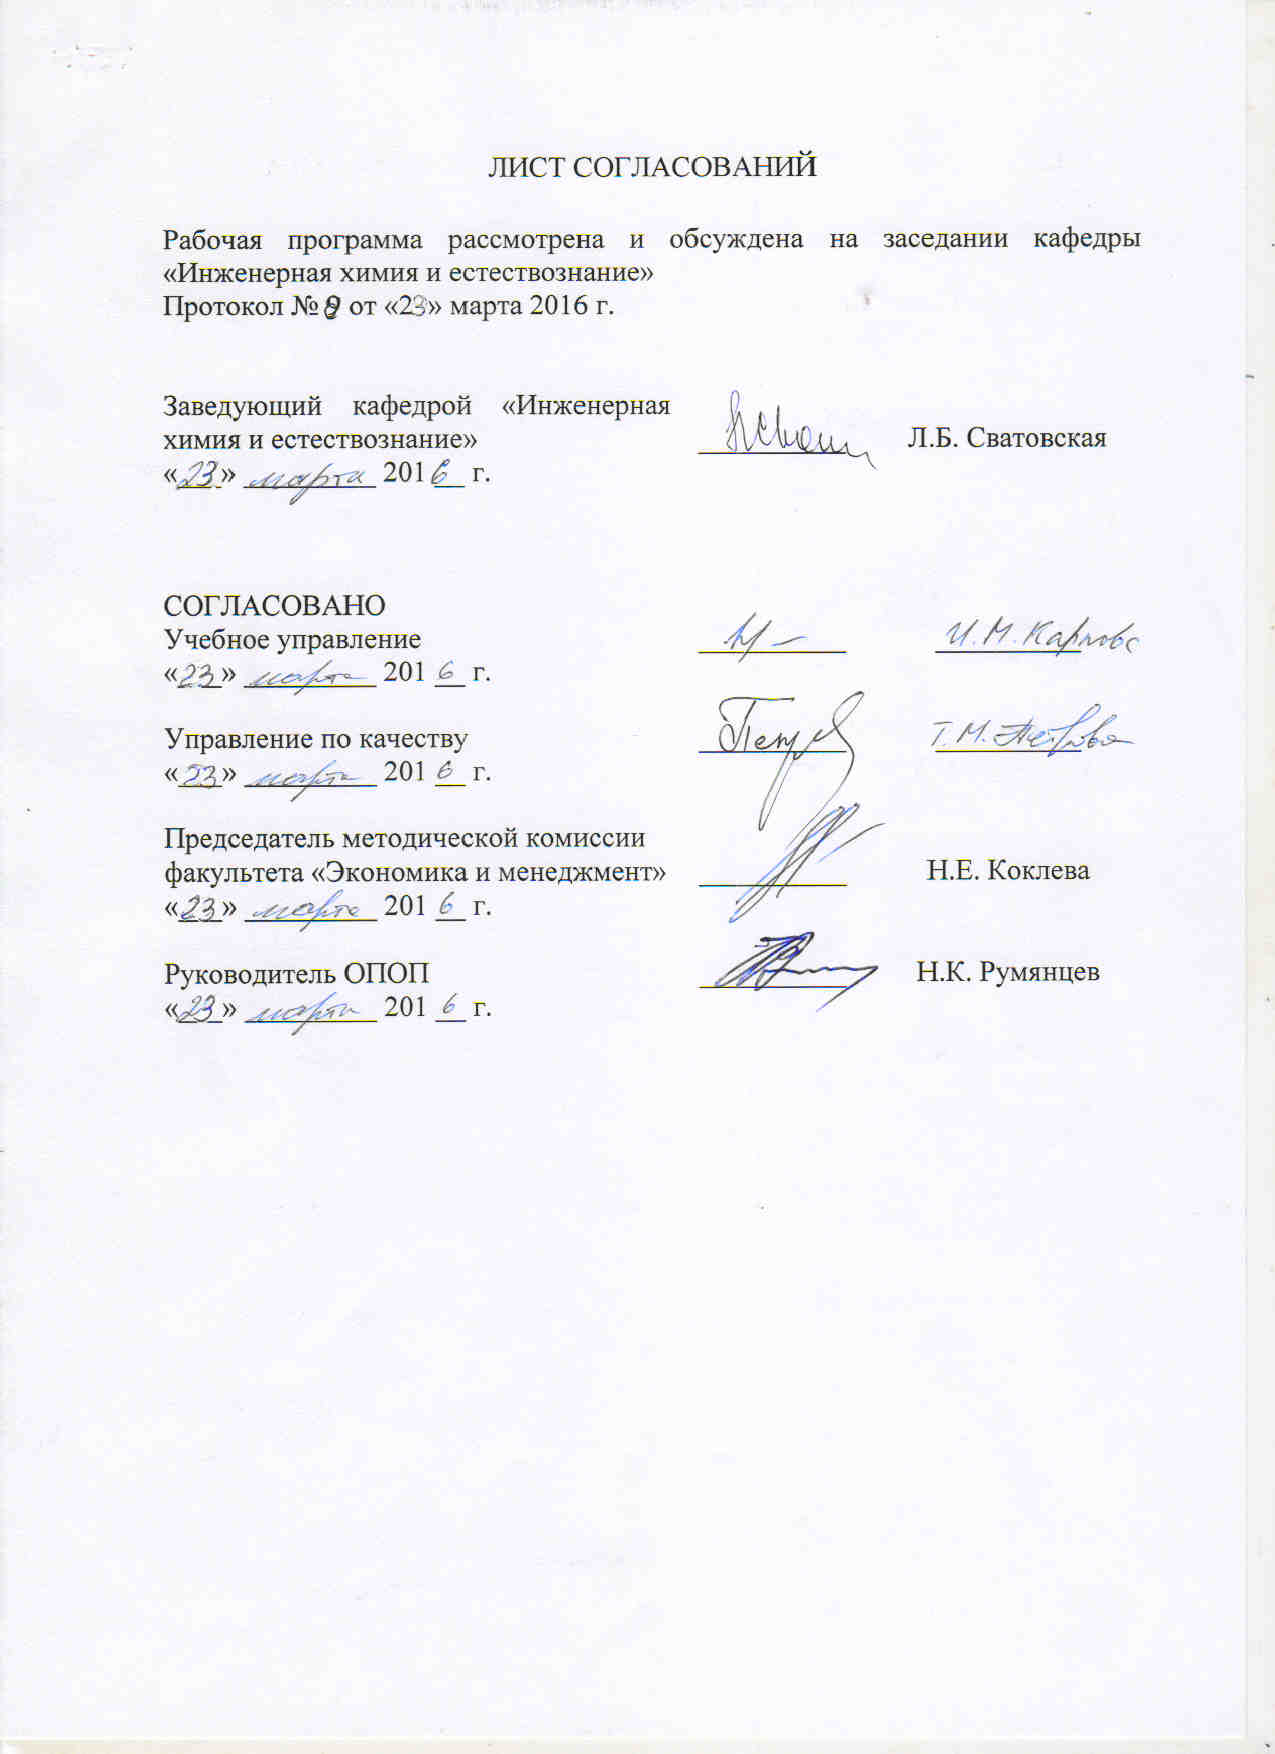 ЛИСТ СОГЛАСОВАНИЙ
Рабочая программа рассмотрена и обсуждена на заседании кафедры
«Инженерная химия и естествознание»
Протокол № от «23» марта 2016 г.
Заведующий кафедрой «Инженерная
химия и естествознание» Л.Б. Сватовская
«23» марта 2016 г.
СОГЛАСОВАНО
Учебное управление И.М. Карпова
«23» марта 2016 г.
Управление по качеству Т.М. Петрова
«23» марта 2016 г.
Председатель методической комиссии
факультета «Экономика и менеджмент» Н.Е. Коклева
«23» марта 2016 г.
Руководитель ОПОП Н.К. Румянцев
«23» марта 2016 г.